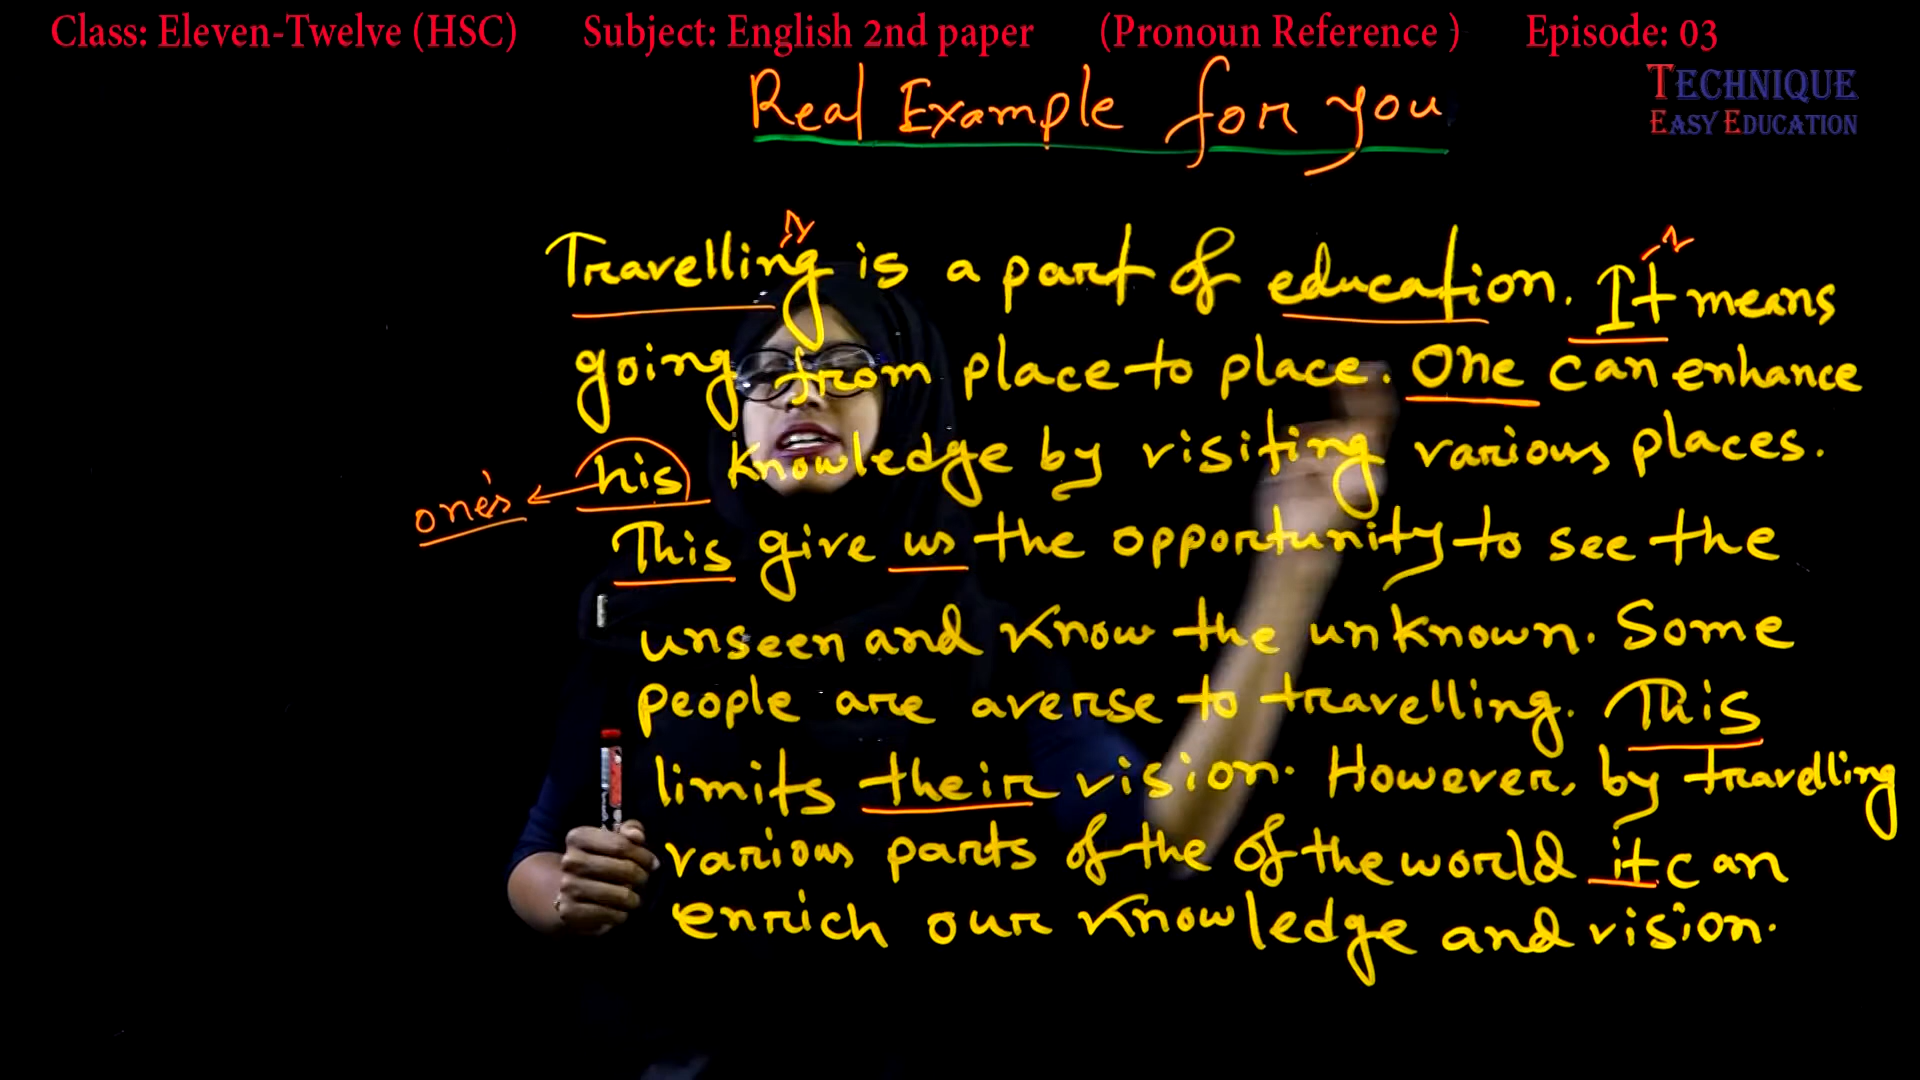 Class: Eleven-Twelve (HSC) Subject: English 2nd paper (Pronoun Reference ) Episode: 03
TECHNIQUE
EASY EDUCATION
Real Example for you
Travelling is a part of education. It means
going from place to place. One can enhance
his knowledge by visiting various places.
one's
This give us the opportunity to see the
unseen and know the unknown. Some
people are averse to travelling. This
limits their vision. However, by travelling
various parts of the of the world it can
enrich our knowledge and vision.